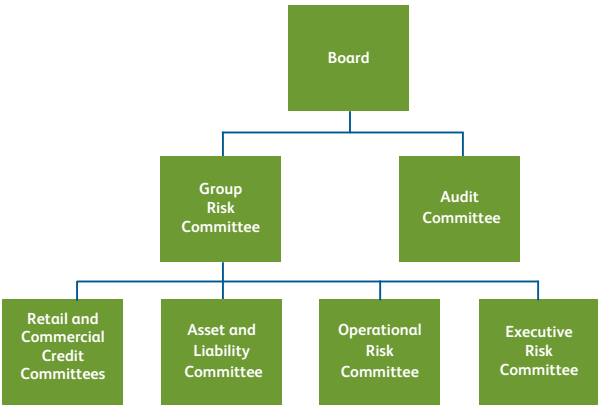 Board
Group
Risk
Committee
Audit
Committee
Retail and
Commercial
Credit
Committees
Asset and
Liability
Committee
Operational
Risk
Committee
Executive
Risk
Committee